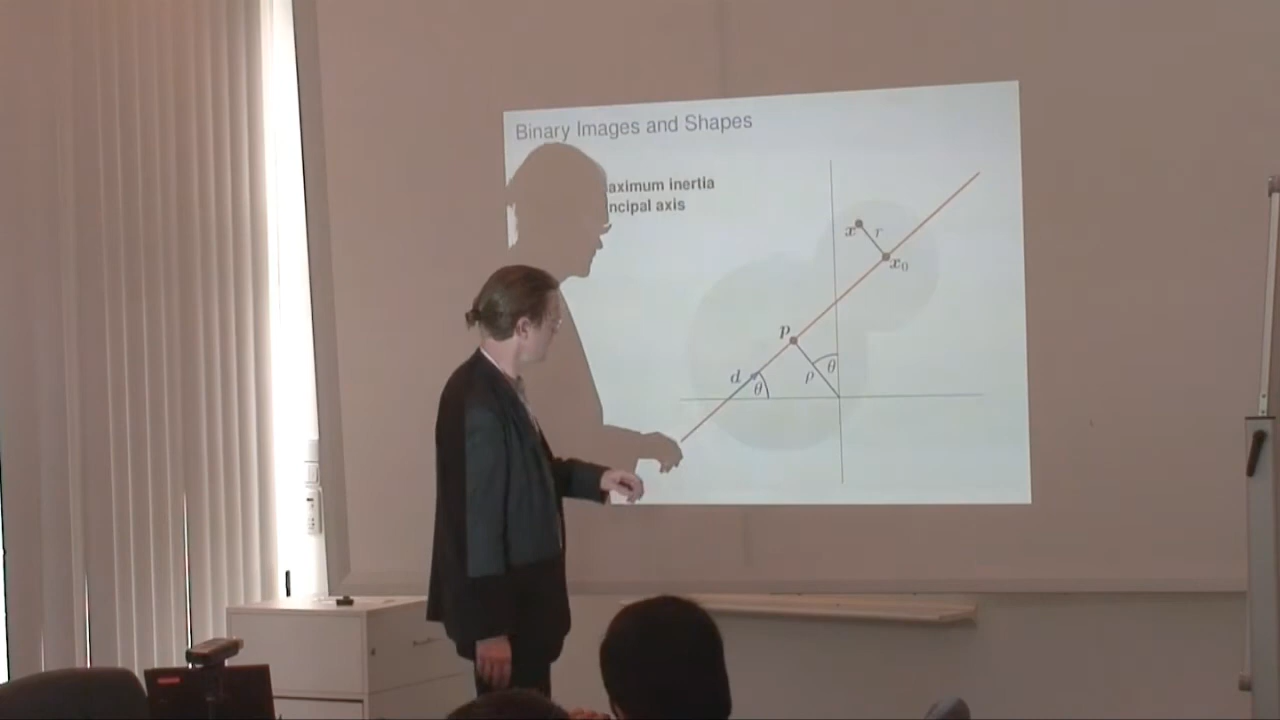 Binary Images and Shapes
aximum inertia
ncipal axis
x r
x₀
p
d θ ρ θ